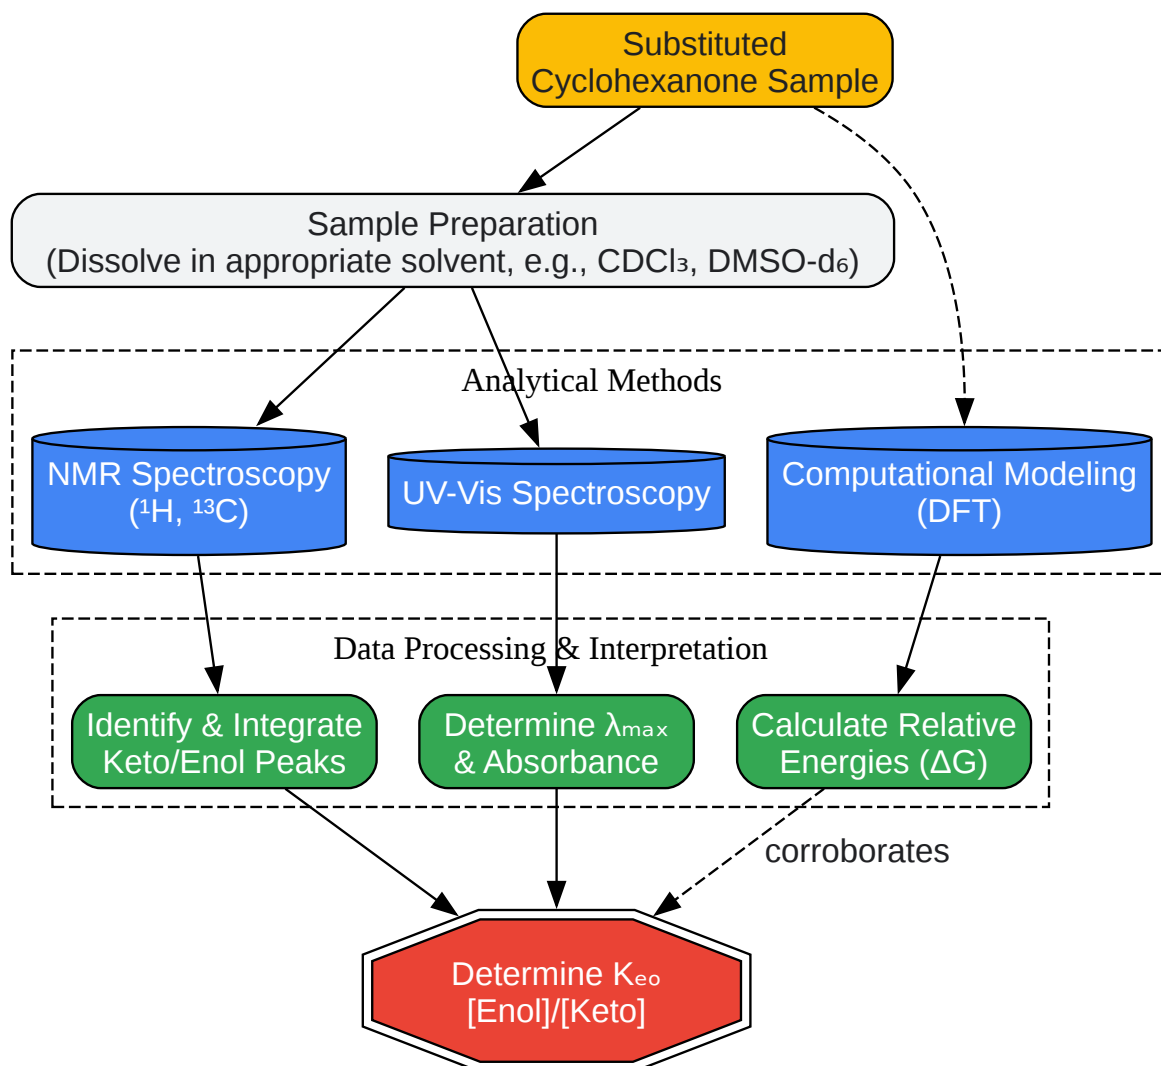 Substituted
Cyclohexanone Sample
Sample Preparation
(Dissolve in appropriate solvent, e.g., CDCl₃, DMSO-d₆)
Analytical Methods
NMR Spectroscopy
(¹H, ¹³C)
UV-Vis Spectroscopy
Computational Modeling
(DFT)
Data Processing & Interpretation
Identify & Integrate
Keto/Enol Peaks
Determine λₘₐₓ
& Absorbance
Calculate Relative
Energies (ΔG)
corroborates
Determine Kₑₒ
[Enol]/[Keto]